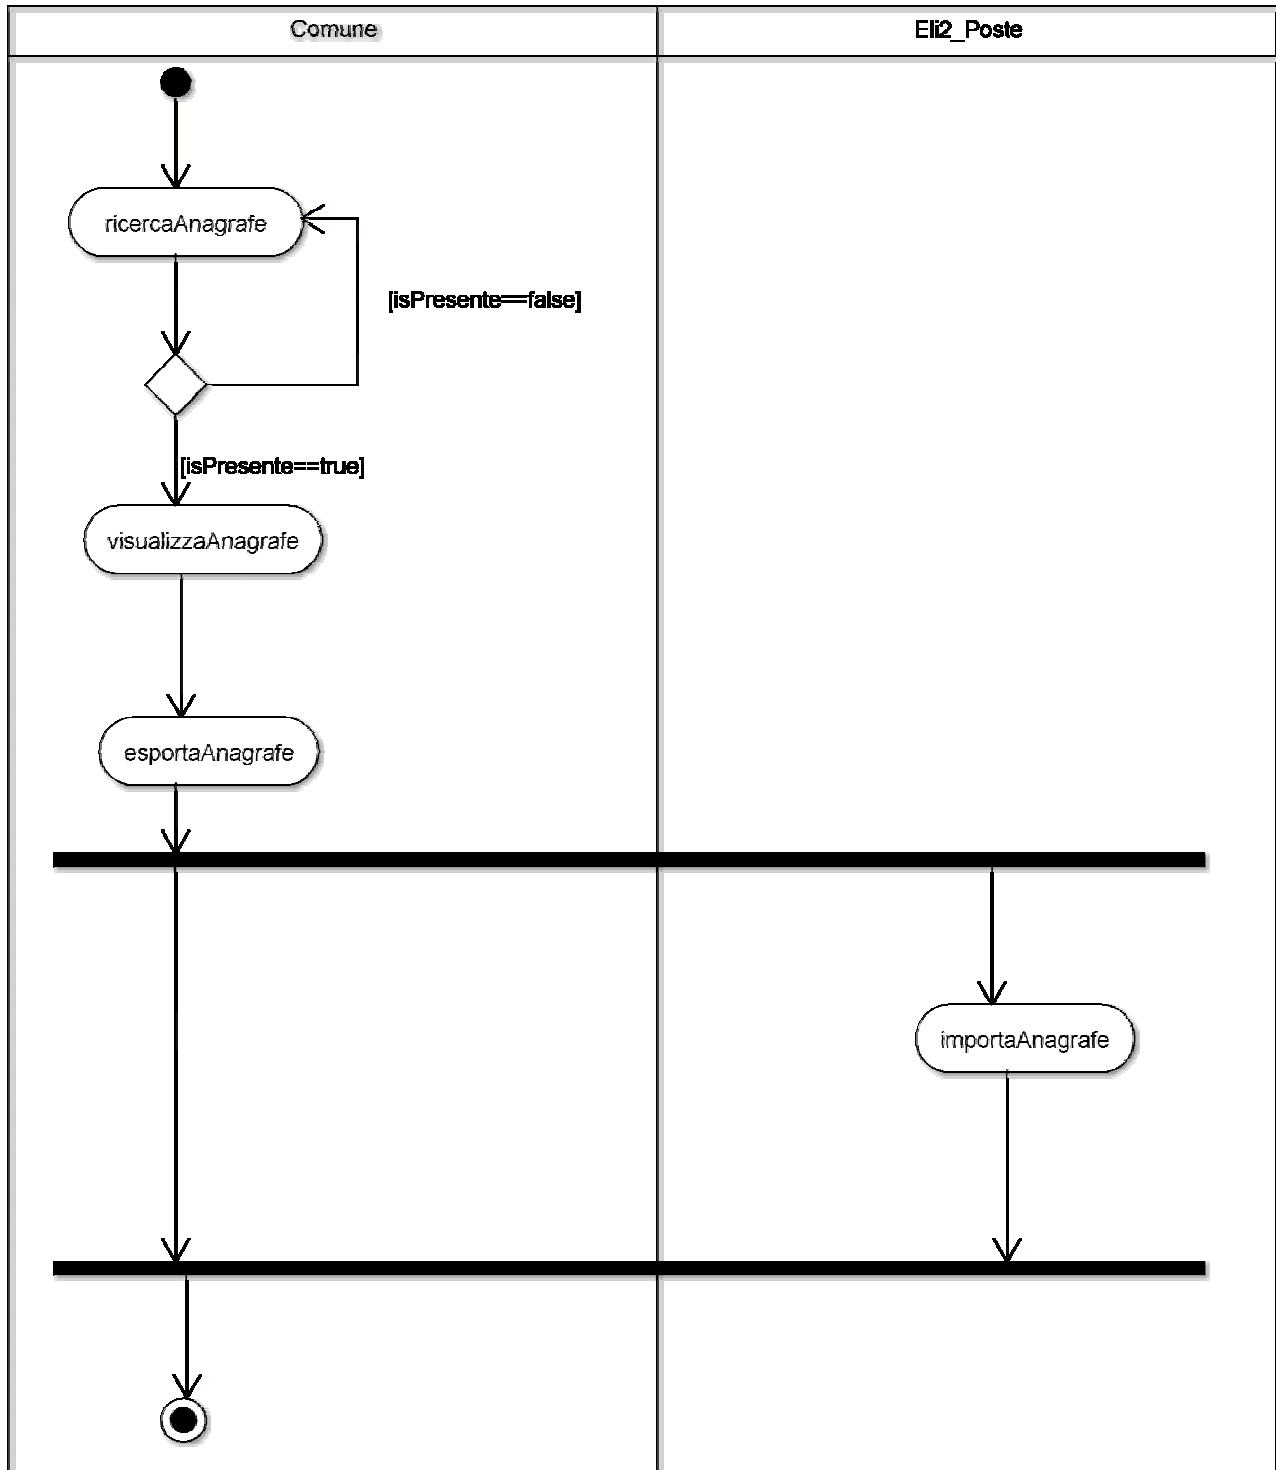 Comune
Eli2_Poste
ricercaAnagrafe
[isPresente==false]
[isPresente==true]
visualizzaAnagrafe
esportaAnagrafe
importaAnagrafe